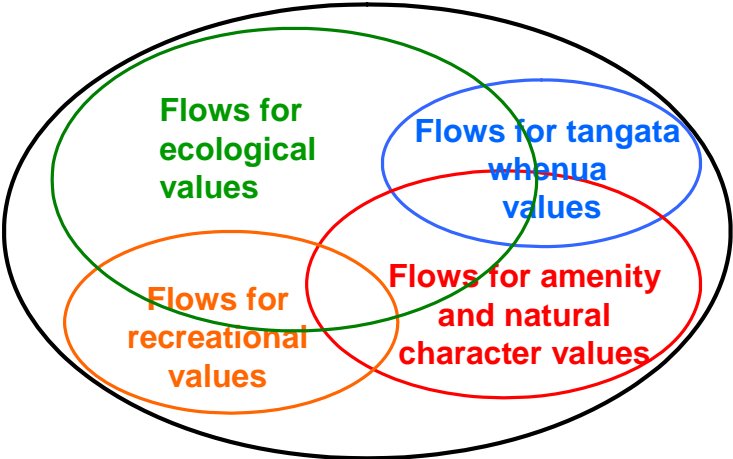 Flows for
ecological
values
Flows for tangata
whenua
values
Flows for
recreational
values
Flows for amenity
and natural
character values